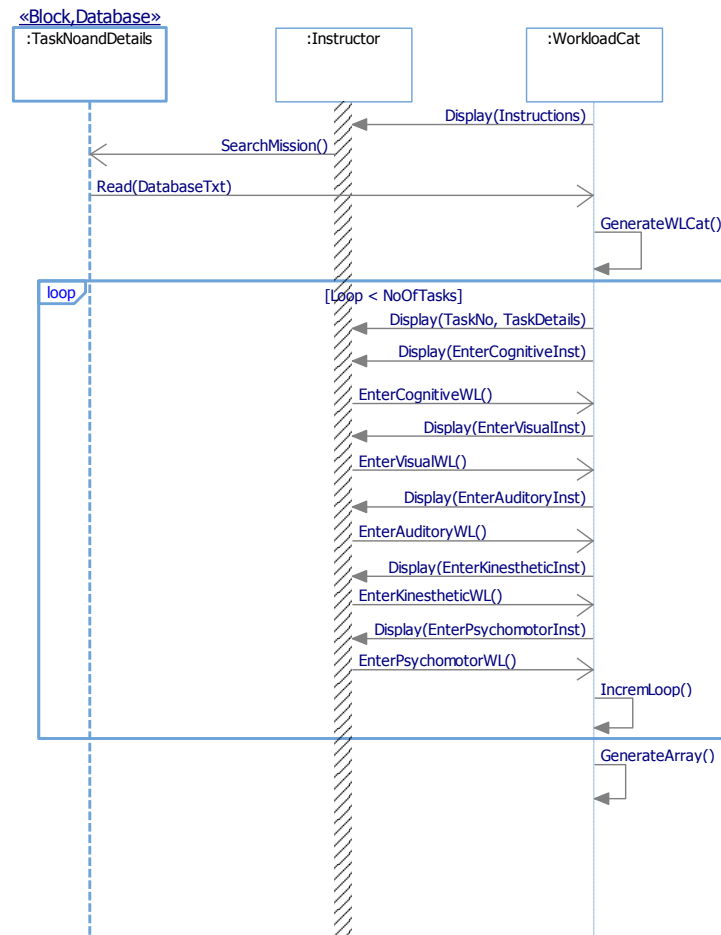 «Block,Database»
:TaskNoandDetails
:Instructor
:WorkloadCat
Display(Instructions)
SearchMission()
Read(DatabaseTxt)
GenerateWLCat()
loop
[Loop < NoOfTasks]
Display(TaskNo, TaskDetails)
Display(EnterCognitiveInst)
EnterCognitiveWL()
Display(EnterVisualInst)
EnterVisualWL()
Display(EnterAuditoryInst)
EnterAuditoryWL()
Display(EnterKinestheticInst)
EnterKinestheticWL()
Display(EnterPsychomotorInst)
EnterPsychomotorWL()
IncremLoop()
GenerateArray()